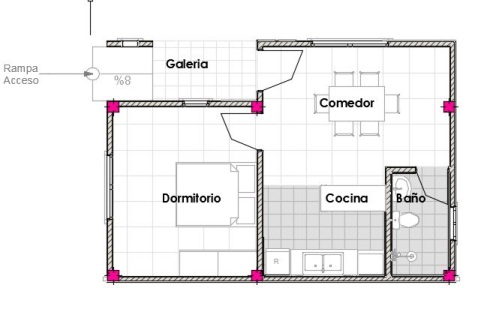 Galeria
Rampa
Acceso
%8
Comedor
Dormitorio
Cocina
Baño
R